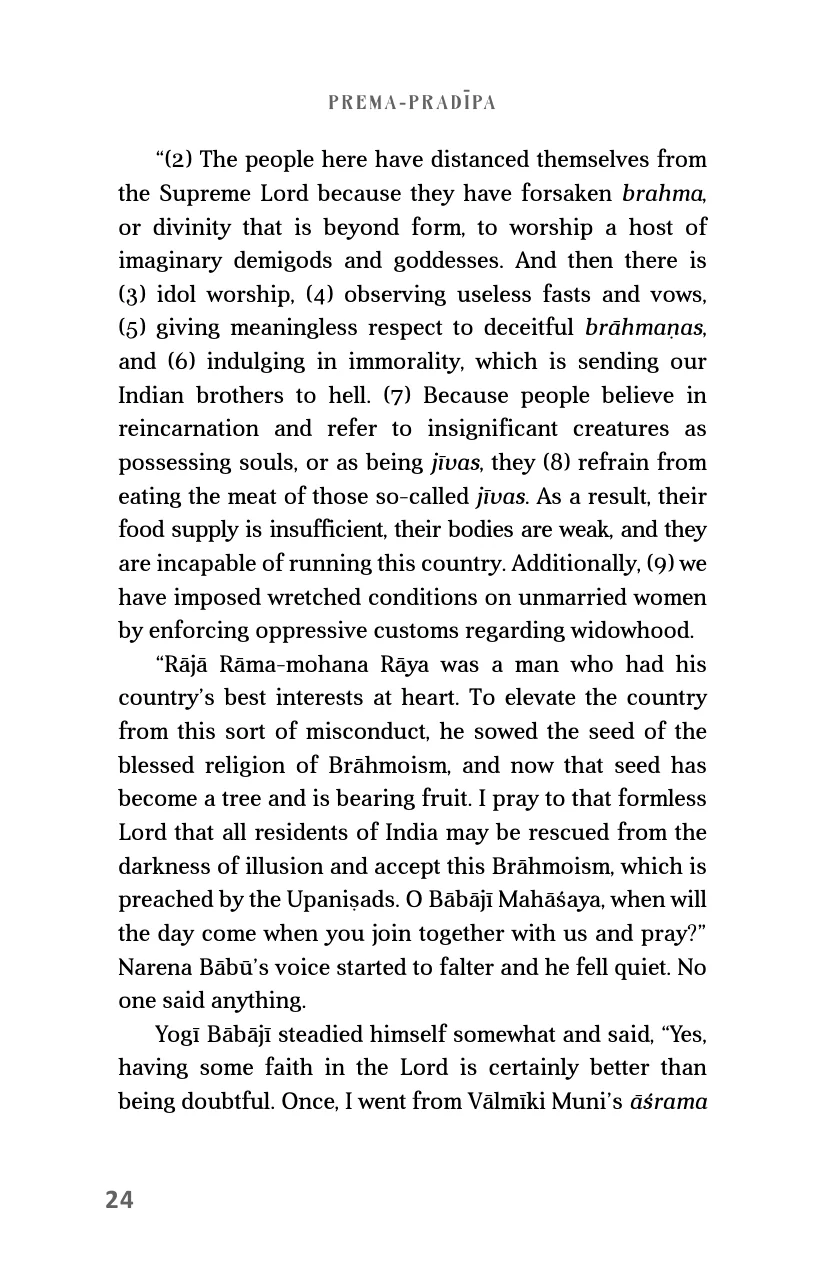 PREMA-PRADĪPA
“(2) The people here have distanced themselves from
the Supreme Lord because they have forsaken brahma,
or divinity that is beyond form, to worship a host of
imaginary demigods and goddesses. And then there is
(3) idol worship, (4) observing useless fasts and vows,
(5) giving meaningless respect to deceitful brāhmaṇas,
and (6) indulging in immorality, which is sending our
Indian brothers to hell. (7) Because people believe in
reincarnation and refer to insignificant creatures as
possessing souls, or as being jīvas, they (8) refrain from
eating the meat of those so-called jīvas. As a result, their
food supply is insufficient, their bodies are weak, and they
are incapable of running this country. Additionally, (9) we
have imposed wretched conditions on unmarried women
by enforcing oppressive customs regarding widowhood.
“Rājā Rāma-mohana Rāya was a man who had his
country’s best interests at heart. To elevate the country
from this sort of misconduct, he sowed the seed of the
blessed religion of Brāhmoism, and now that seed has
become a tree and is bearing fruit. I pray to that formless
Lord that all residents of India may be rescued from the
darkness of illusion and accept this Brāhmoism, which is
preached by the Upaniṣads. O Bābājī Mahāśaya, when will
the day come when you join together with us and pray?”
Narena Bābū’s voice started to falter and he fell quiet. No
one said anything.
Yogī Bābājī steadied himself somewhat and said, “Yes,
having some faith in the Lord is certainly better than
being doubtful. Once, I went from Vālmīki Muni’s āśrama
24